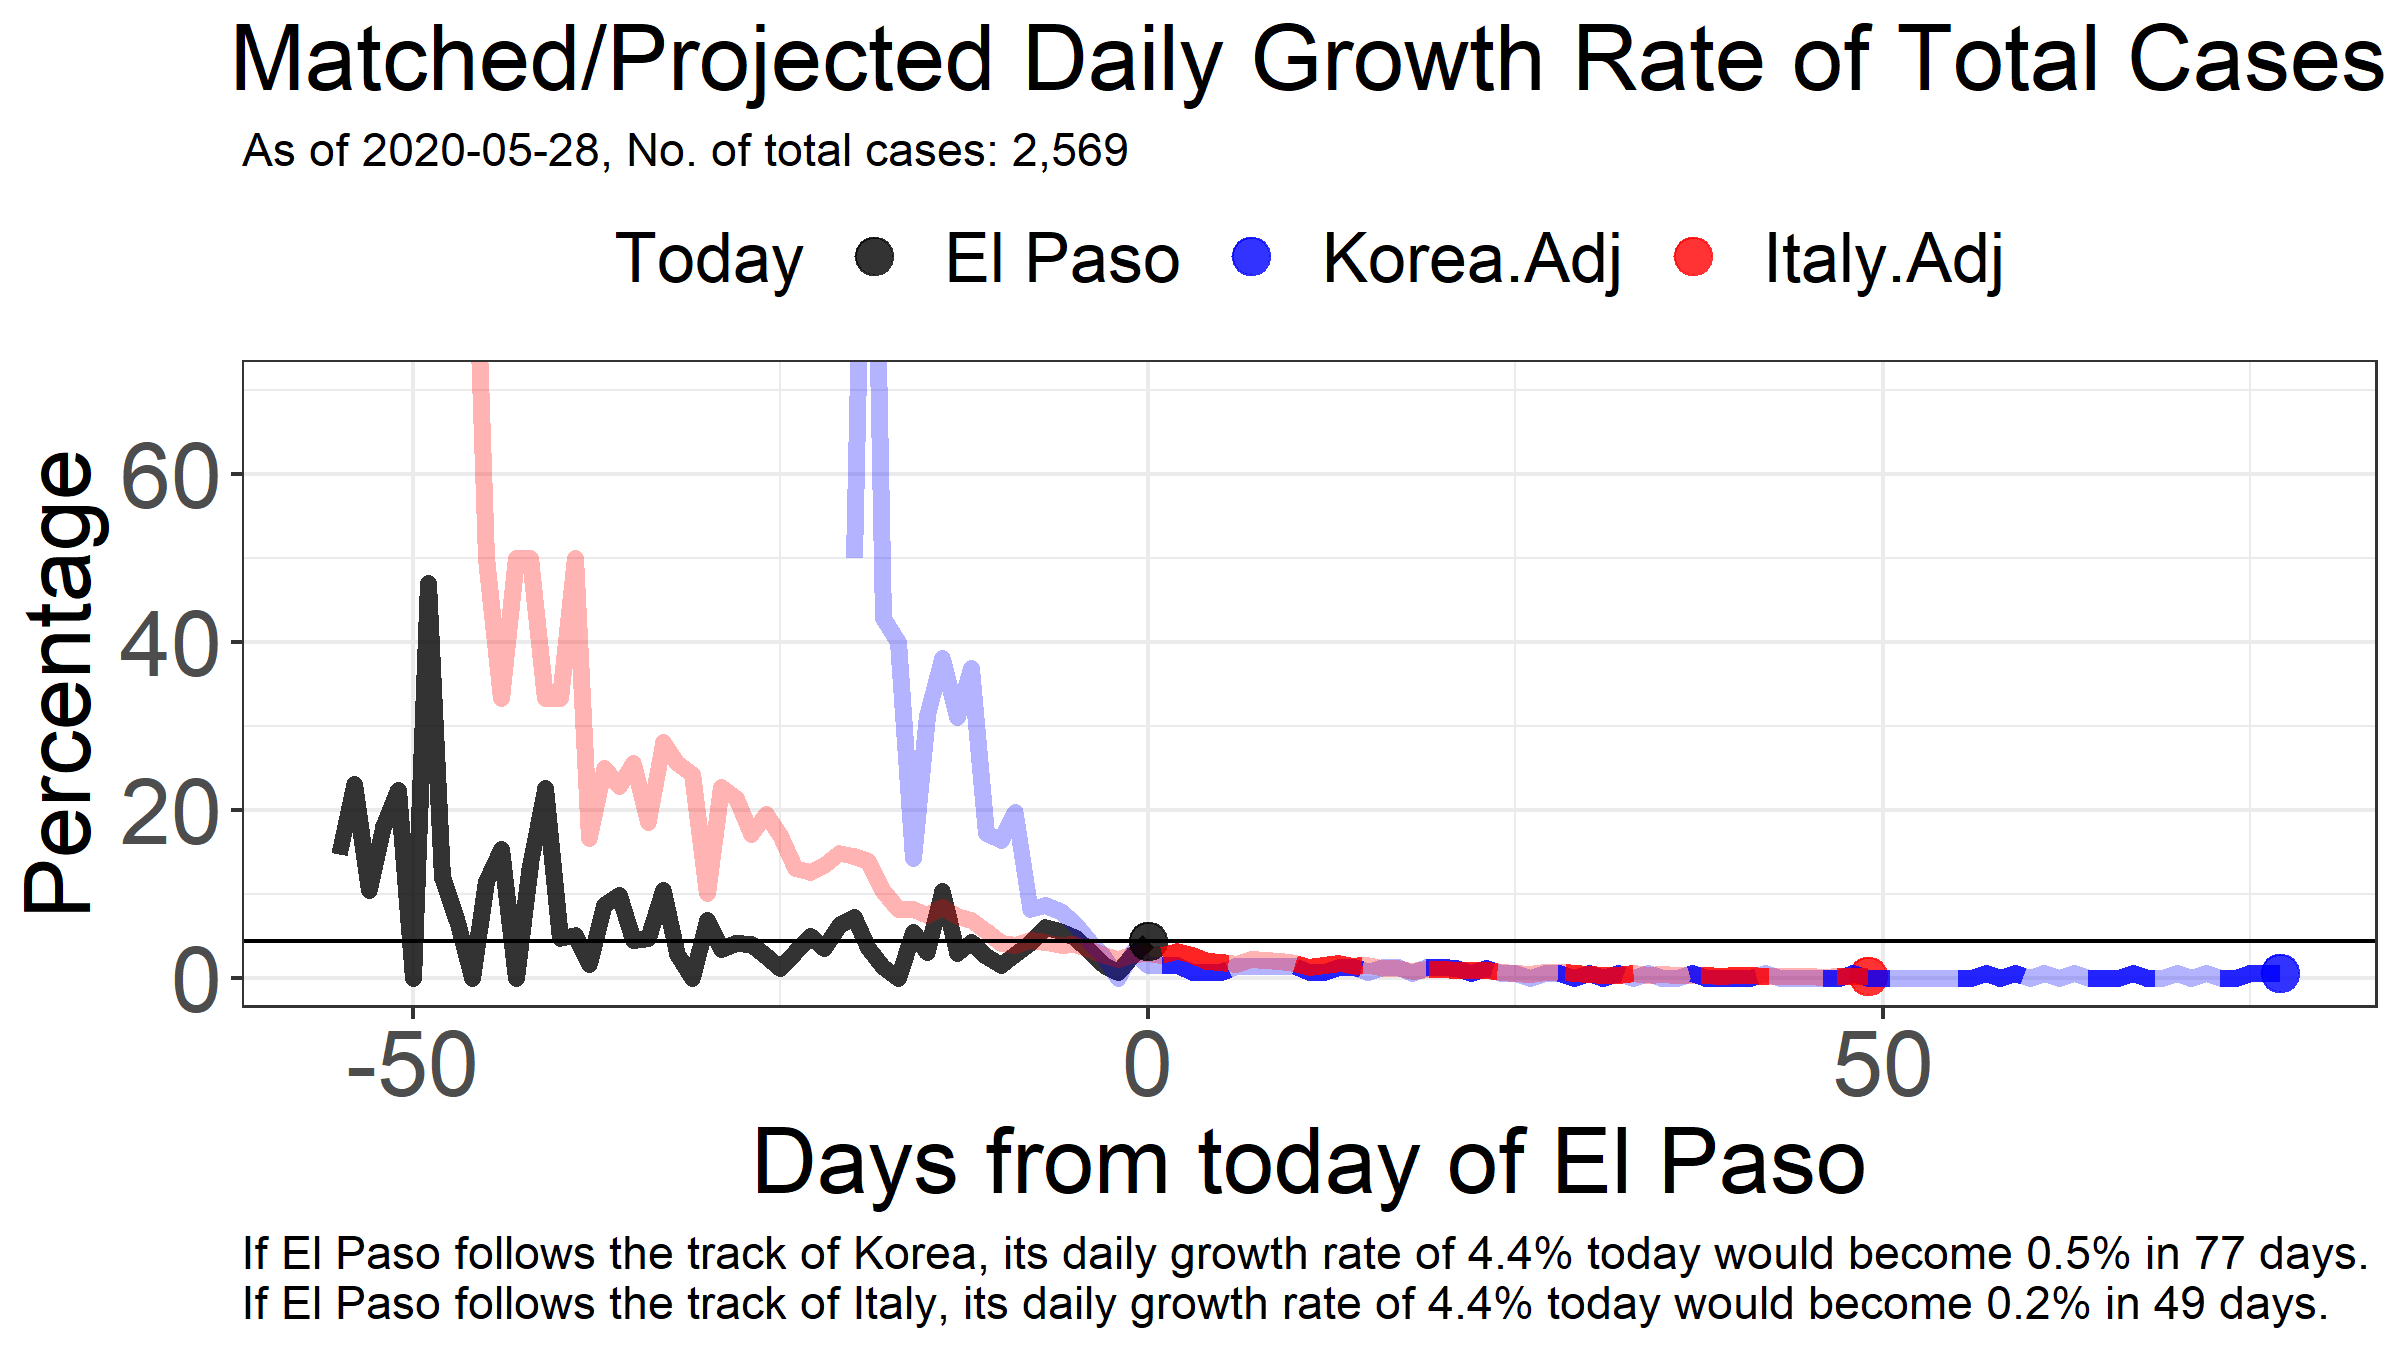 Matched/Projected Daily Growth Rate of Total Cases
As of 2020-05-28, No. of total cases: 2,569
Today El Paso Korea.Adj Italy.Adj
Percentage
60
40
20
0
-50 0 50
Days from today of El Paso
If El Paso follows the track of Korea, its daily growth rate of 4.4% today would become 0.5% in 77 days.
If El Paso follows the track of Italy, its daily growth rate of 4.4% today would become 0.2% in 49 days.